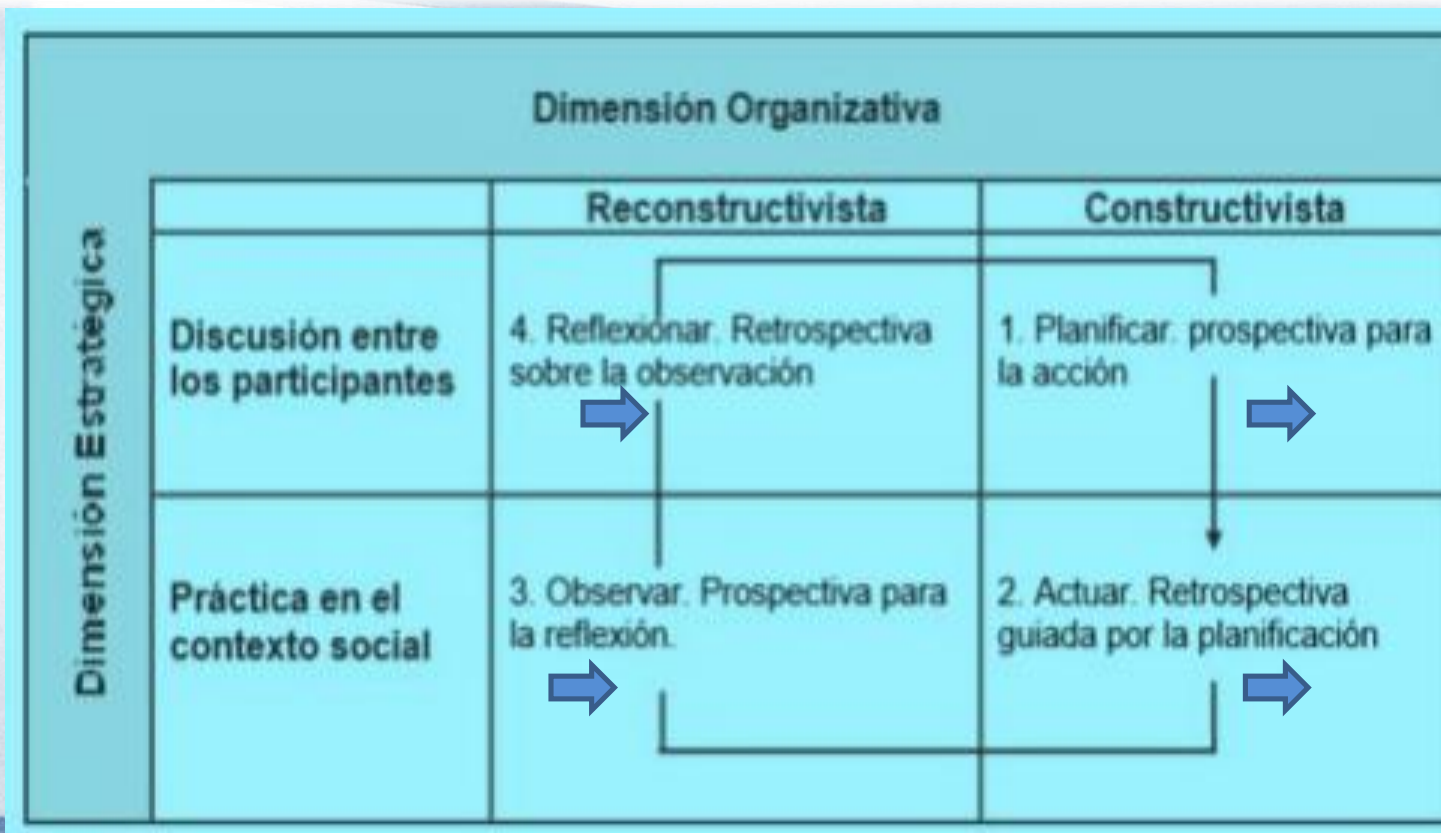 Dimensión Organizativa
Dimensión Estratégica
Reconstructivista
Constructivista
Discusión entre
los participantes
4. Reflexionar. Retrospectiva
sobre la observación
1. Planificar. prospectiva para
la acción
Práctica en el
contexto social
3. Observar. Prospectiva para
la reflexión.
2. Actuar. Retrospectiva
guiada por la planificación